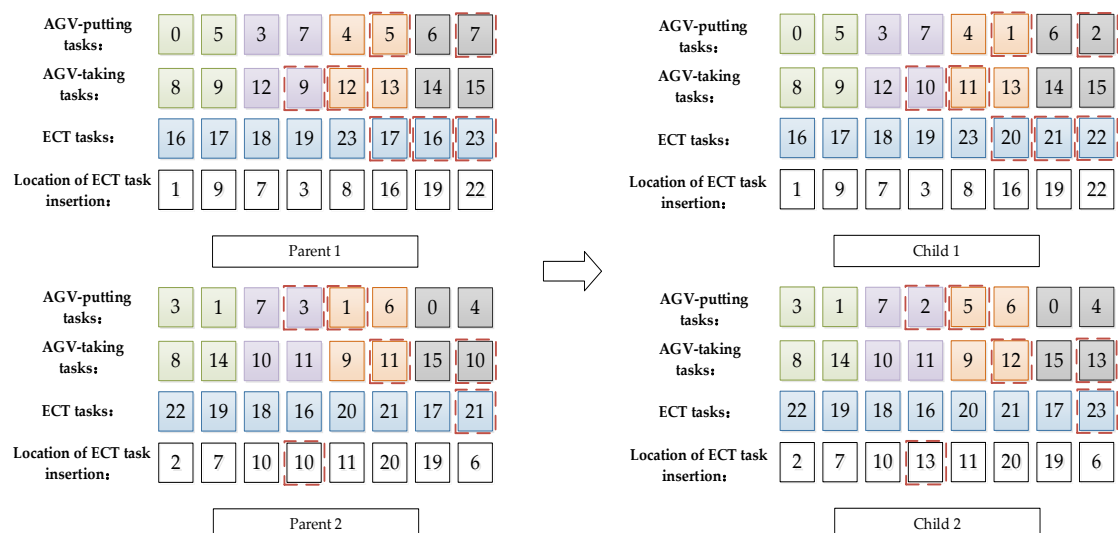 AGV-putting tasks: 0 5 3 7 4 5 6 7
AGV-taking tasks: 8 9 12 9 12 13 14 15
ECT tasks: 16 17 18 19 23 17 16 23
Location of ECT task insertion: 1 9 7 3 8 16 19 22
Parent 1
AGV-putting tasks: 3 1 7 3 1 6 0 4
AGV-taking tasks: 8 14 10 11 9 11 15 10
ECT tasks: 22 19 18 16 20 21 17 21
Location of ECT task insertion: 2 7 10 10 11 20 19 6
Parent 2
AGV-putting tasks: 0 5 3 7 4 1 6 2
AGV-taking tasks: 8 9 12 10 11 13 14 15
ECT tasks: 16 17 18 19 23 20 21 22
Location of ECT task insertion: 1 9 7 3 8 16 19 22
Child 1
AGV-putting tasks: 3 1 7 2 5 6 0 4
AGV-taking tasks: 8 14 10 11 9 12 15 13
ECT tasks: 22 19 18 16 20 21 17 23
Location of ECT task insertion: 2 7 10 13 11 20 19 6
Child 2